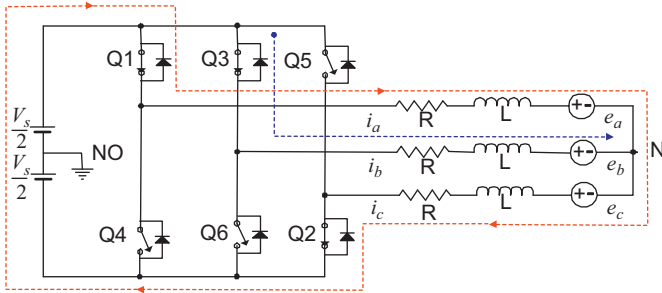 Q1 Q3 Q5
V_s/2
NO
V_s/2
i_a R L e_a
N
i_b R L e_b
i_c R L e_c
Q4 Q6 Q2